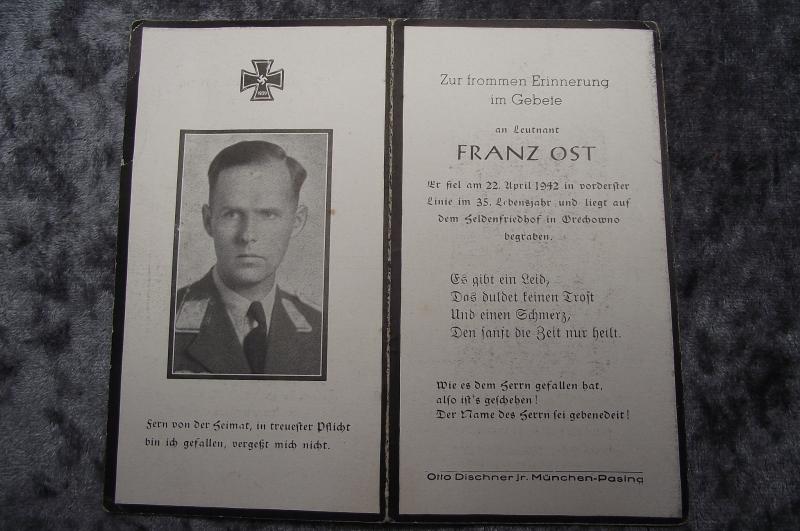 1939
Fern von der Heimat, in treuester Pflicht
bin ich gefallen, vergeßt mich nicht.
Zur frommen Erinnerung
im Gebete
an Leutnant
FRANZ OST
Er fiel am 22. April 1942 in vorderster
Linie im 35. Lebensjahr und liegt auf
dem Heldenfriedhof in Orechowno
begraben.
Es gibt ein Leid,
Das duldet keinen Trost
Und einen Schmerz,
Den sanft die Zeit nur heilt.
Wie es dem Herrn gefallen hat,
also ist's geschehen!
Der Name des Herrn sei gebenedeit!
Otto Dischner jr. München-Pasing